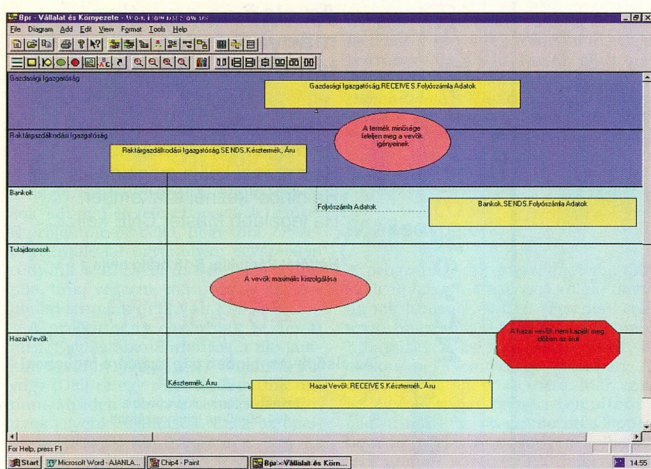 Bpr - Vállalat és Környezete -
File Diagram Add Edit View Format Tools Help
Gazdasági Igazgatóság
Gazdasági Igazgatóság.RECEIVES.Folyószámla Adatok
A termék minősége
feleljen meg a vevők
igényeinek
Raktárgazdálkodási Igazgatóság
Raktárgazdálkodási Igazgatóság.SENDS.Késztermék, Áru
Bankok
Folyószámla Adatok
Bankok.SENDS.Folyószámla Adatok
Tulajdonosok
A vevők maximális kiszolgálása
Hazai Vevők
A hazai vevők nem kapják meg
időben az árut
Késztermék, Áru
Hazai Vevők.RECEIVES.Késztermék, Áru
For Help, press F1
Start
Microsoft Word - AJANLA...
Chip4 - Paint
Bpr - Vállalat és Körn...
14:55